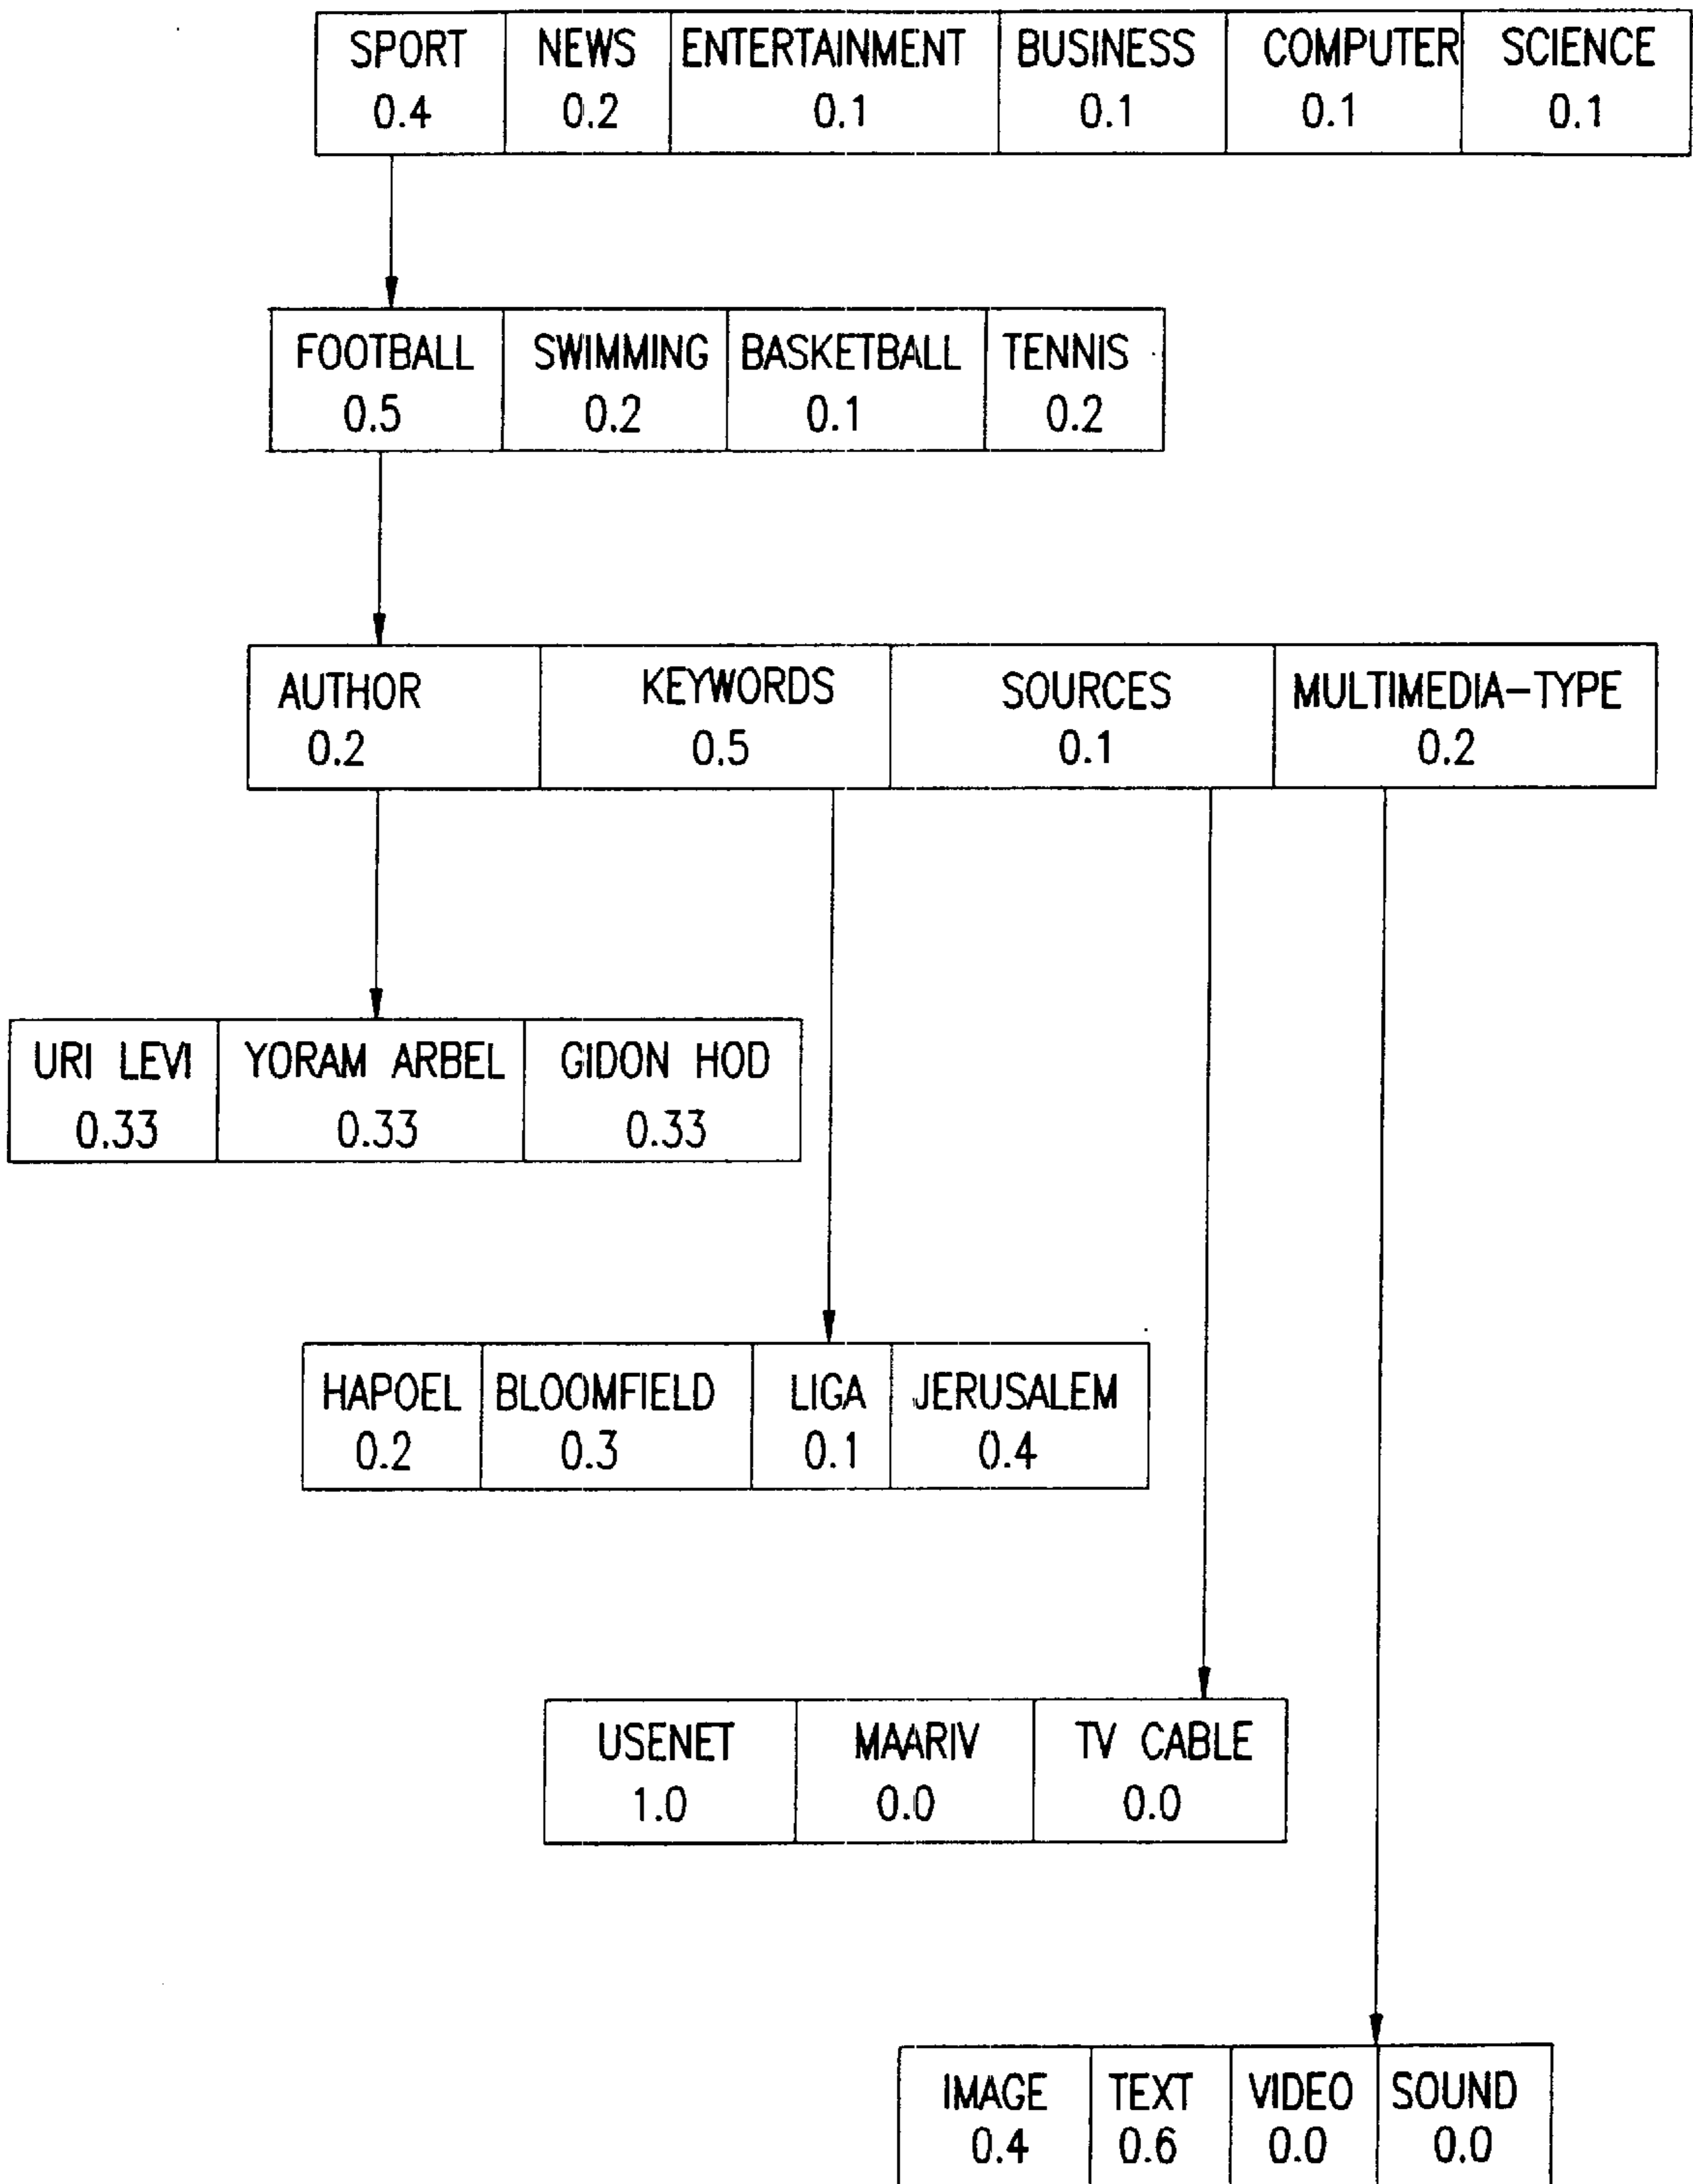 SPORT NEWS ENTERTAINMENT BUSINESS COMPUTER SCIENCE
0.4 0.2 0.1 0.1 0.1 0.1
FOOTBALL SWIMMING BASKETBALL TENNIS
0.5 0.2 0.1 0.2
AUTHOR KEYWORDS SOURCES MULTIMEDIA-TYPE
0.2 0.5 0.1 0.2
URI LEVI YORAM ARBEL GIDON HOD
0.33 0.33 0.33
HAPOEL BLOOMFIELD LIGA JERUSALEM
0.2 0.3 0.1 0.4
USENET MAARIV TV CABLE
1.0 0.0 0.0
IMAGE TEXT VIDEO SOUND
0.4 0.6 0.0 0.0